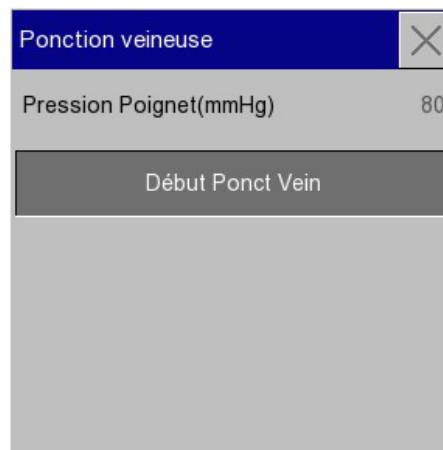 Ponction veineuse
Pression Poignet(mmHg) 80
Début Ponct Vein